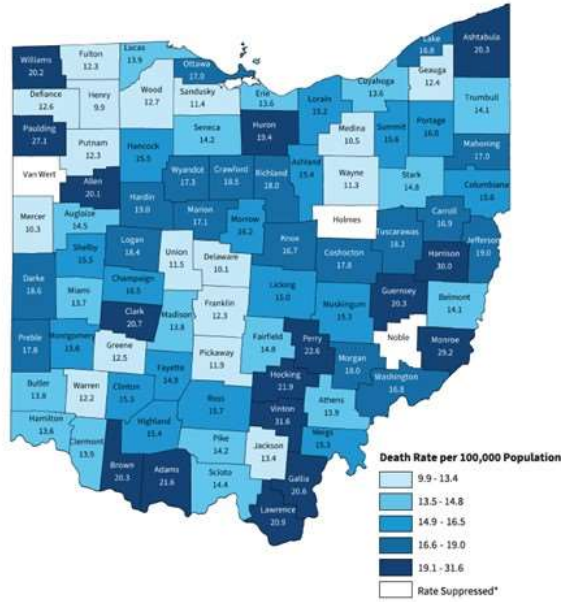 Williams
20.2
Fulton
12.3
Lucas
13.9
Ottawa
Lake
16.8
Ashtabula
20.3
Geauga
12.4
Defiance
12.6
Henry
9.9
Wood
12.7
Sandusky
11.4
Erie
13.6
Lorain
15.2
Cuyahoga
13.6
Trumbull
14.1
Paulding
27.1
Putnam
12.3
Hancock
15.5
Seneca
14.2
Huron
19.4
Medina
10.5
Summit
15.6
Portage
16.0
Mahoning
17.0
Van Wert
Allen
20.1
Wyandot
17.3
Crawford
18.5
Richland
18.0
Ashland
15.4
Wayne
11.3
Stark
14.8
Columbiana
15.6
Mercer
10.3
Auglaize
14.5
Hardin
19.0
Marion
17.1
Morrow
16.2
Holmes
Tuscarawas
Carroll
16.9
Jefferson
19.0
Shelby
15.5
Logan
18.4
Union
11.5
Delaware
10.1
Knox
16.7
Coshocton
17.8
Harrison
30.0
Darke
18.6
Miami
13.7
Champaign
16.5
Licking
15.0
Muskingum
15.3
Guernsey
20.3
Belmont
14.1
Clark
20.7
Madison
13.8
Franklin
12.3
Preble
17.8
Montgomery
Greene
12.5
Pickaway
11.9
Fairfield
14.8
Perry
22.6
Morgan
18.0
Noble
Monroe
29.2
Butler
13.8
Warren
12.2
Clinton
15.3
Fayette
14.9
Hocking
21.9
Athens
13.9
Washington
16.8
Hamilton
13.6
Clermont
Highland
15.4
Ross
15.7
Vinton
31.6
Meigs
15.3
Brown
20.3
Adams
21.6
Pike
14.2
Jackson
13.4
Gallia
20.6
Scioto
14.4
Lawrence
20.9
Death Rate per 100,000 Population
9.9 - 13.4
13.5 - 14.8
14.9 - 16.5
16.6 - 19.0
19.1 - 31.6
Rate Suppressed*